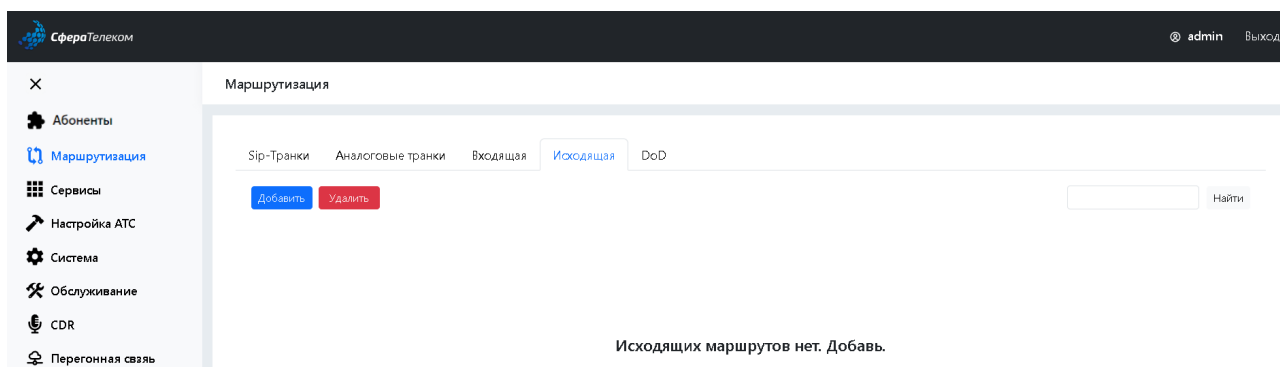 СфераТелеком
admin Выход
Маршрутизация
Абоненты
Маршрутизация
Сервисы
Настройка АТС
Система
Обслуживание
CDR
Перегонная связь
Sip-Транки Аналоговые транки Входящая Исходящая DoD
Добавить Удалить Найти
Исходящих маршрутов нет. Добавь.